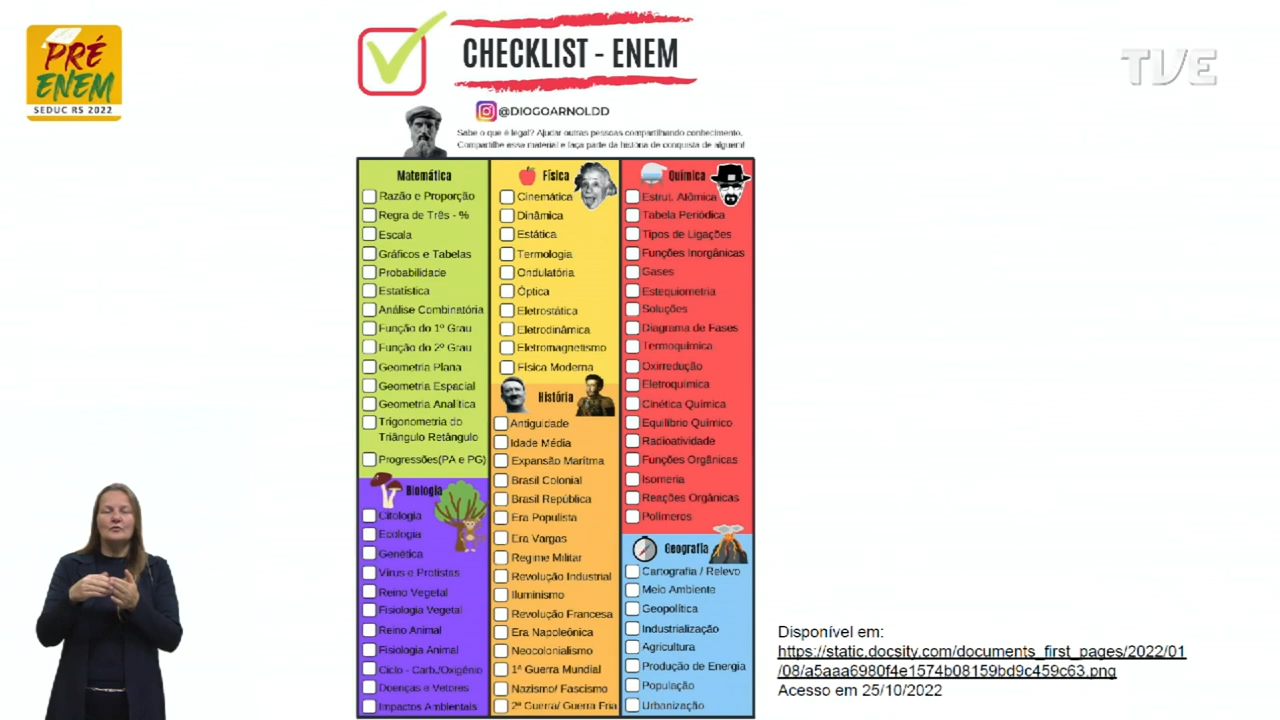 PRÉ
ENEM
SEDUC RS 2022
CHECKLIST - ENEM
TVE
@DIOGOARNOLDD
Sabe o que é legal? Ajudar outras pessoas compartilhando conhecimento.
Compartilhe esse material e faça parte da história de conquista de alguém!
Matemática
Razão e Proporção
Regra de Três - %
Escala
Gráficos e Tabelas
Probabilidade
Estatística
Análise Combinatória
Função do 1º Grau
Função do 2º Grau
Geometria Plana
Geometria Espacial
Geometria Analítica
Trigonometria do
Triângulo Retângulo
Progressões(PA e PG)
Biologia
Citologia
Ecologia
Genética
Vírus e Protistas
Reino Vegetal
Fisiologia Vegetal
Reino Animal
Fisiologia Animal
Ciclo - Carb./Oxigênio
Doenças e Vetores
Impactos Ambientais
Física
Cinemática
Dinâmica
Estática
Termologia
Ondulatória
Óptica
Eletrostática
Eletrodinâmica
Eletromagnetismo
Física Moderna
História
Antiguidade
Idade Média
Expansão Marítma
Brasil Colonial
Brasil República
Era Populista
Era Vargas
Regime Militar
Revolução Industrial
Iluminismo
Revolução Francesa
Era Napoleônica
Neocolonialismo
1ª Guerra Mundial
Nazismo/ Fascismo
2ª Guerra/ Guerra Fria
Química
Estrut. Atômica
Tabela Periódica
Tipos de Ligações
Funções Inorgânicas
Gases
Estequiometria
Soluções
Diagrama de Fases
Termoquímica
Oxirredução
Eletroquímica
Cinética Química
Equilíbrio Químico
Radioatividade
Funções Orgânicas
Isomeria
Reações Orgânicas
Polímeros
Geografia
Cartografia / Relevo
Meio Ambiente
Geopolítica
Industrialização
Agricultura
Produção de Energia
População
Urbanização
Disponível em:
https://static.docsity.com/documents_first_pages/2022/01
/08/a5aaa6980f4e1574b08159bd9c459c63.png
Acesso em 25/10/2022